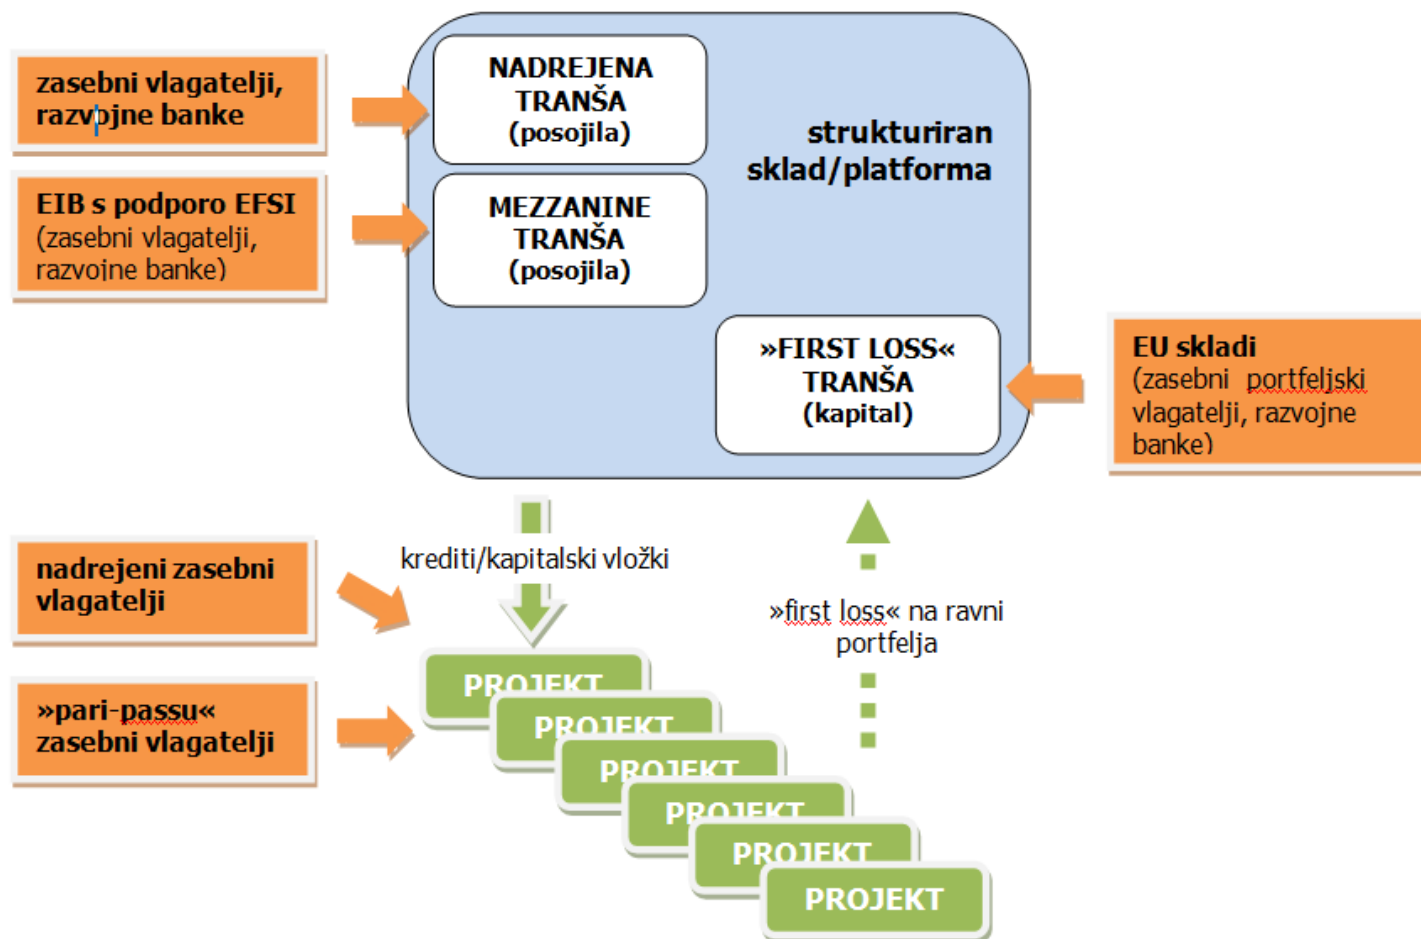 zasebni vlagatelji,
razvojne banke
NADREJENA
TRANŠA
(posojila)
strukturiran
sklad/platforma
EIB s podporo EFSI
(zasebni vlagatelji,
razvojne banke)
MEZZANINE
TRANŠA
(posojila)
»FIRST LOSS«
TRANŠA
(kapital)
EU skladi
(zasebni portfeljski
vlagatelji, razvojne
banke)
krediti/kapitalski vložki
»first loss« na ravni
portfelja
nadrejeni zasebni
vlagatelji
»pari-passu«
zasebni vlagatelji
PROJEKT
PROJEKT
PROJEKT
PROJEKT
PROJEKT
PROJEKT